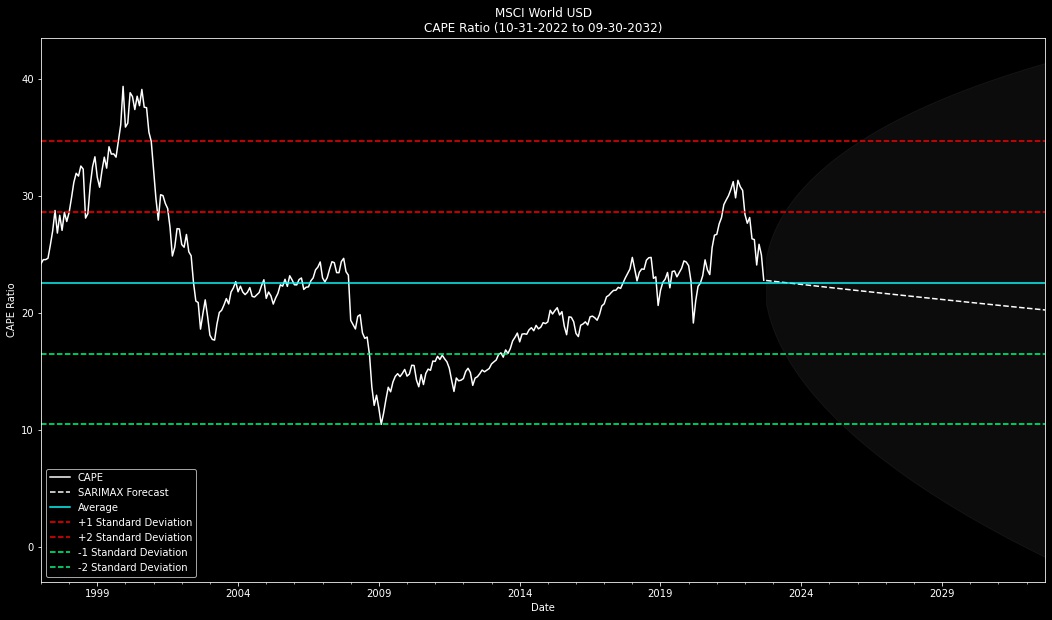 MSCI World USD
CAPE Ratio (10-31-2022 to 09-30-2032)
40
30
20
10
0
CAPE Ratio
CAPE
SARIMAX Forecast
Average
+1 Standard Deviation
+2 Standard Deviation
-1 Standard Deviation
-2 Standard Deviation
1999
2004
2009
2014
2019
2024
2029
Date